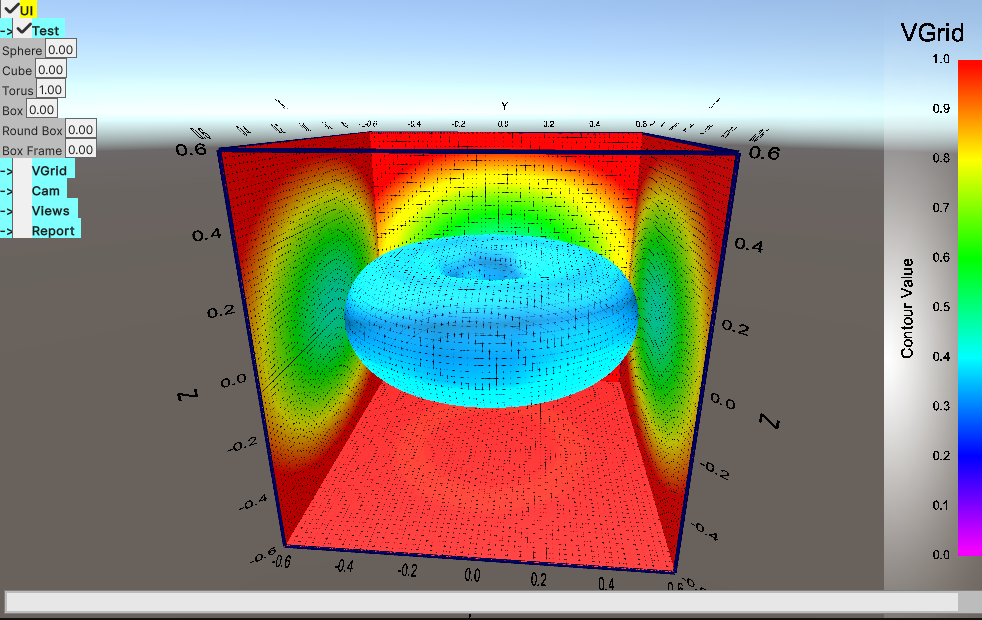 UI
-> Test
Sphere 0.00
Cube 0.00
Torus 1.00
Box 0.00
Round Box 0.00
Box Frame 0.00
-> VGrid
-> Cam
-> Views
-> Report
VGrid
1.0
0.9
0.8
0.7
0.6
0.5
0.4
0.3
0.2
0.1
0.0
Contour Value
Y
-0.6 -0.4 -0.2 0.0 0.2 0.4 0.6
0.6
0.4
0.2
0.0
-0.2
-0.4
-0.6
Z
0.6
0.4
0.2
0.0
-0.2
-0.4
Z
-0.6 -0.4 -0.2 0.0 0.2 0.4 0.6